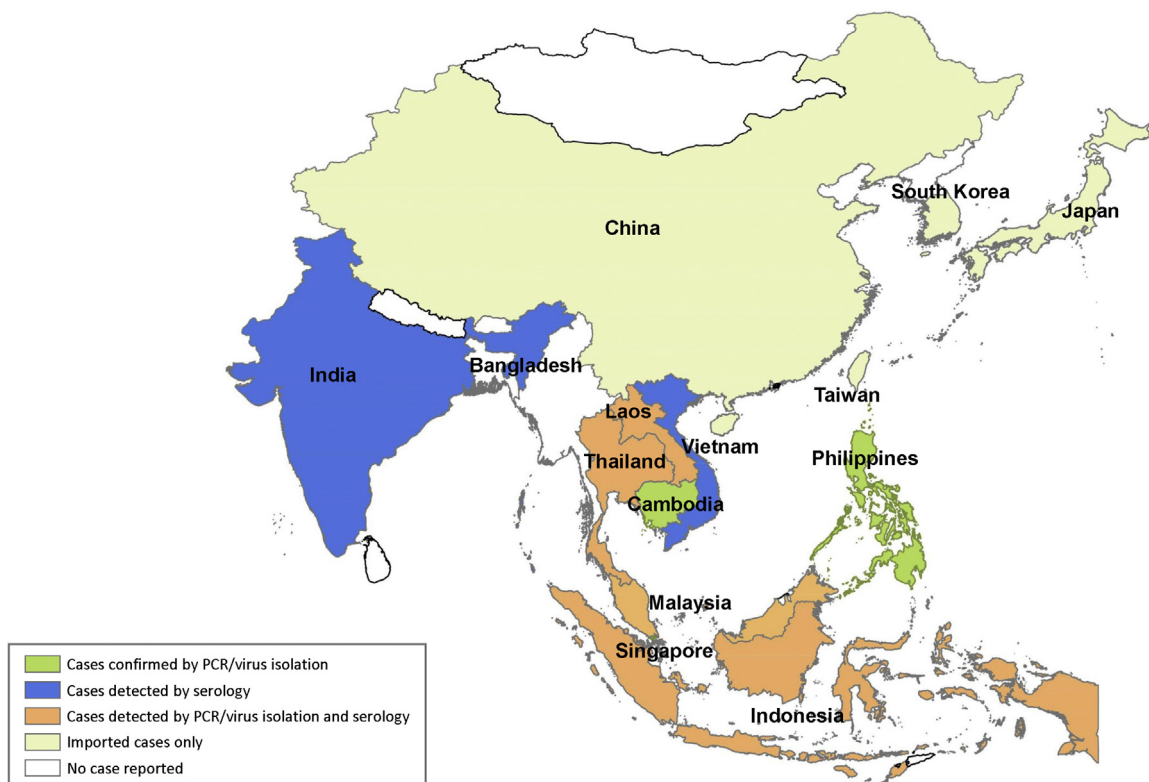 South Korea
Japan
China
India
Bangladesh
Taiwan
Laos
Vietnam
Thailand
Philippines
Cambodia
Malaysia
Singapore
Indonesia
Cases confirmed by PCR/virus isolation
Cases detected by serology
Cases detected by PCR/virus isolation and serology
Imported cases only
No case reported